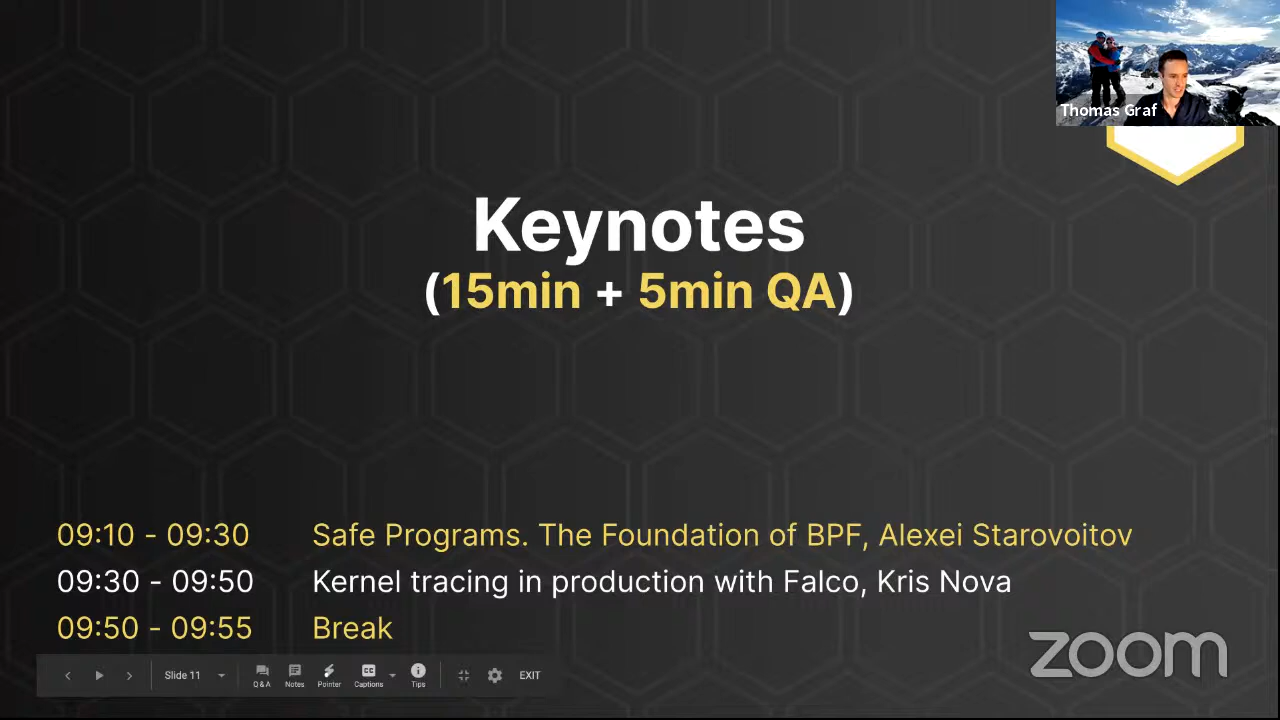 Thomas Graf
Keynotes
(15min + 5min QA)
09:10 - 09:30 Safe Programs. The Foundation of BPF, Alexei Starovoitov
09:30 - 09:50 Kernel tracing in production with Falco, Kris Nova
09:50 - 09:55 Break
zoom
Slide 11 Q&A Notes Pointer CC Captions Tips EXIT